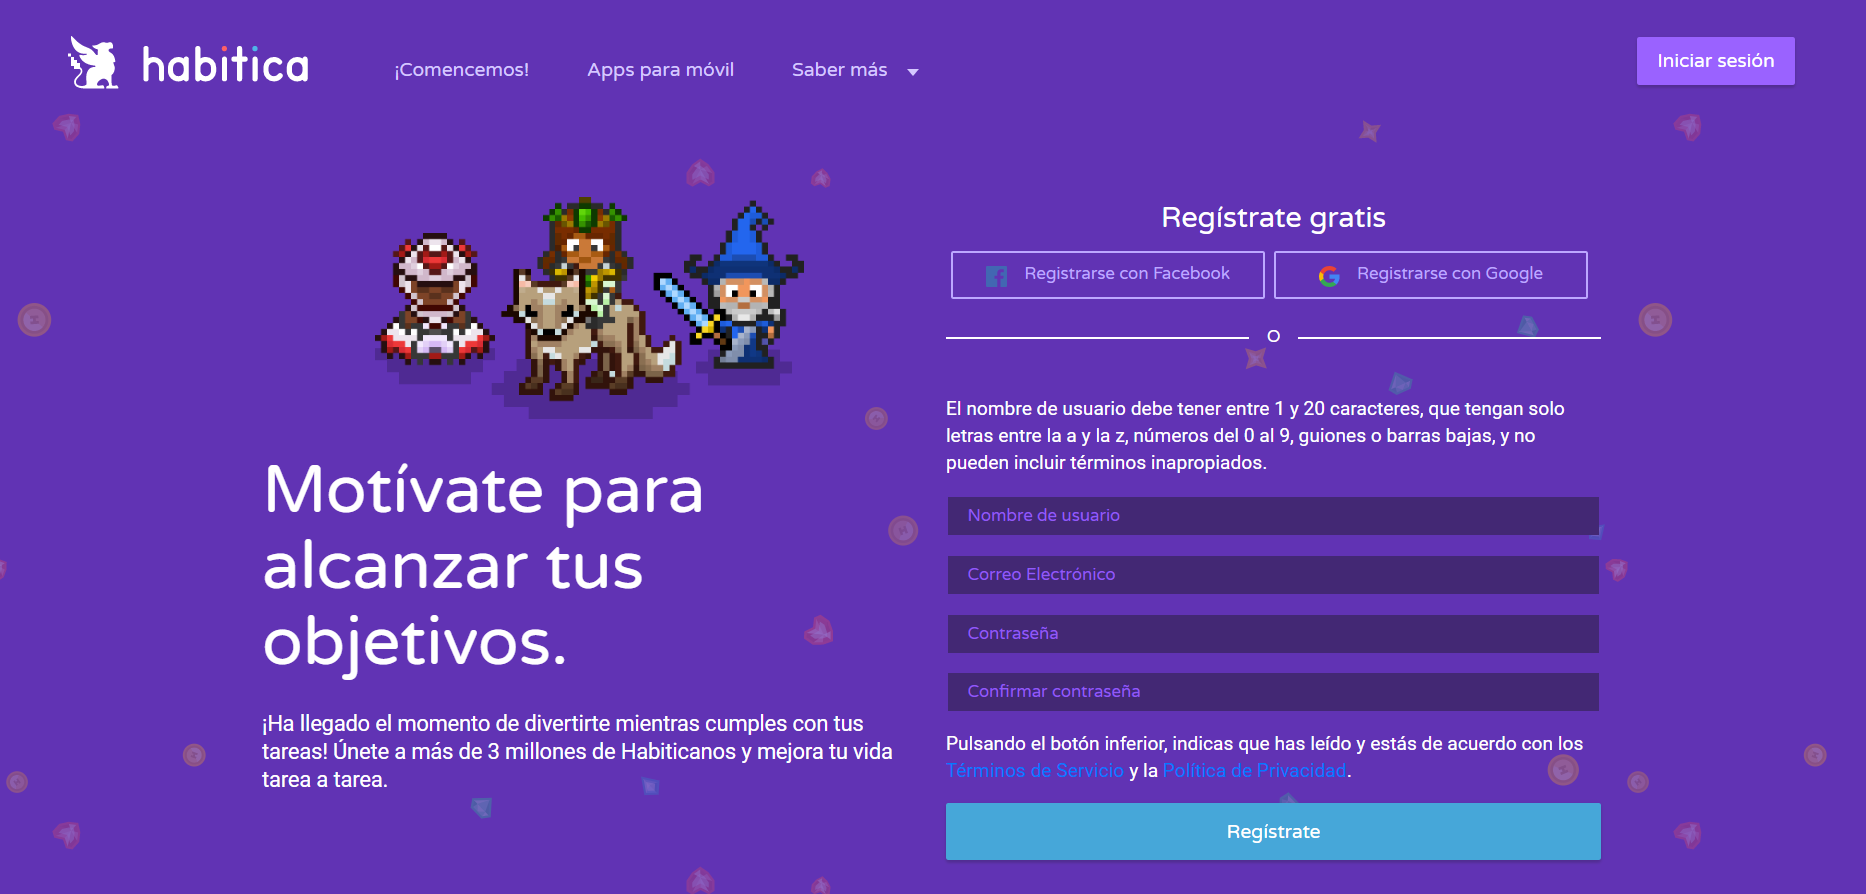 habitica
¡Comencemos!
Apps para móvil
Saber más
Iniciar sesión
Motívate para
alcanzar tus
objetivos.
¡Ha llegado el momento de divertirte mientras cumples con tus
tareas! Únete a más de 3 millones de Habiticanos y mejora tu vida
tarea a tarea.
Regístrate gratis
Registrarse con Facebook
Registrarse con Google
O
El nombre de usuario debe tener entre 1 y 20 caracteres, que tengan solo
letras entre la a y la z, números del 0 al 9, guiones o barras bajas, y no
pueden incluir términos inapropiados.
Nombre de usuario
Correo Electrónico
Contraseña
Confirmar contraseña
Pulsando el botón inferior, indicas que has leído y estás de acuerdo con los
Términos de Servicio y la Política de Privacidad.
Regístrate